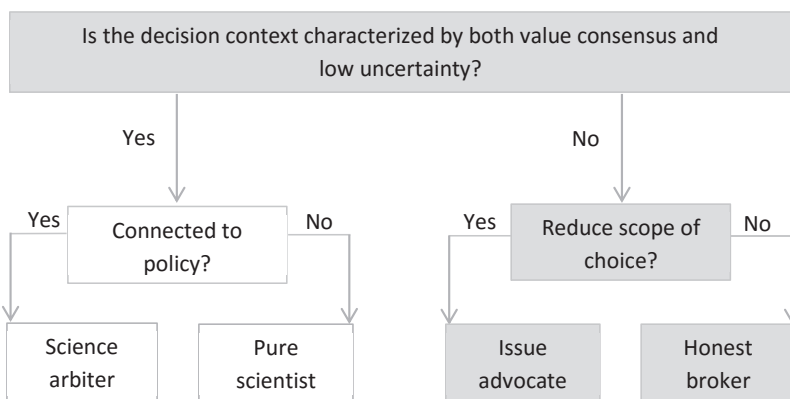 Is the decision context characterized by both value consensus and
low uncertainty?
Yes
No
Yes
Connected to
policy?
No
Yes
Reduce scope of
choice?
No
Science
arbiter
Pure
scientist
Issue
advocate
Honest
broker